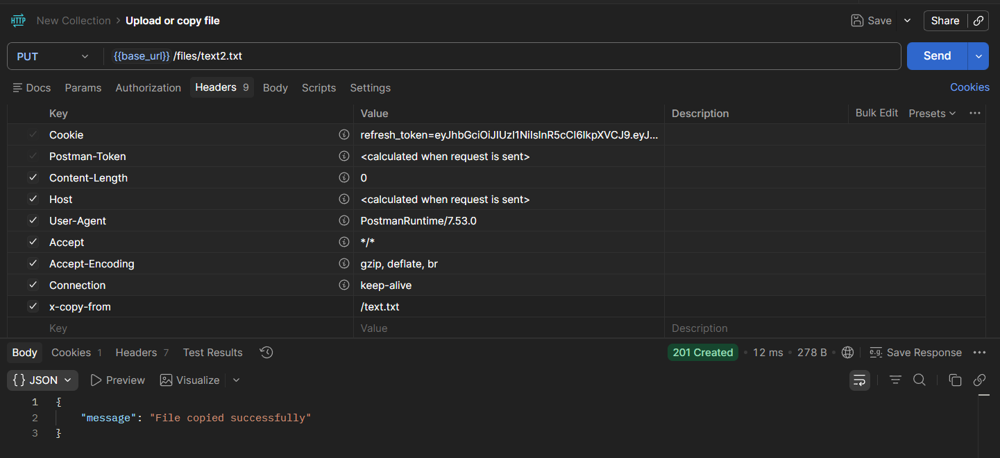 HTTP New Collection > Upload or copy file Save Share
PUT {{base_url}} /files/text2.txt Send
Docs Params Authorization Headers 9 Body Scripts Settings Cookies
Key Value Description Bulk Edit Presets ...
Cookie refresh_token=eyJhbGciOiJIUzI1NiIsInR5cCI6IkpXVCJ9.eyJ...
Postman-Token <calculated when request is sent>
Content-Length 0
Host <calculated when request is sent>
User-Agent PostmanRuntime/7.53.0
Accept */*
Accept-Encoding gzip, deflate, br
Connection keep-alive
x-copy-from /text.txt
Key Value Description
Body Cookies 1 Headers 7 Test Results 201 Created • 12 ms • 278 B • e.g. Save Response ...
{} JSON Preview Visualize
1 {
2 "message": "File copied successfully"
3 }